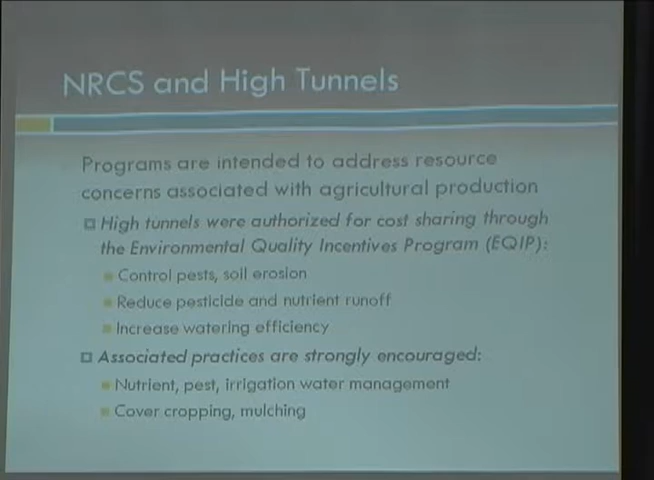 NRCS and High Tunnels
Programs are intended to address resource
concerns associated with agricultural production
High tunnels were authorized for cost sharing through
the Environmental Quality Incentives Program (EQIP):
Control pests, soil erosion
Reduce pesticide and nutrient runoff
Increase watering efficiency
Associated practices are strongly encouraged:
Nutrient, pest, irrigation water management
Cover cropping, mulching